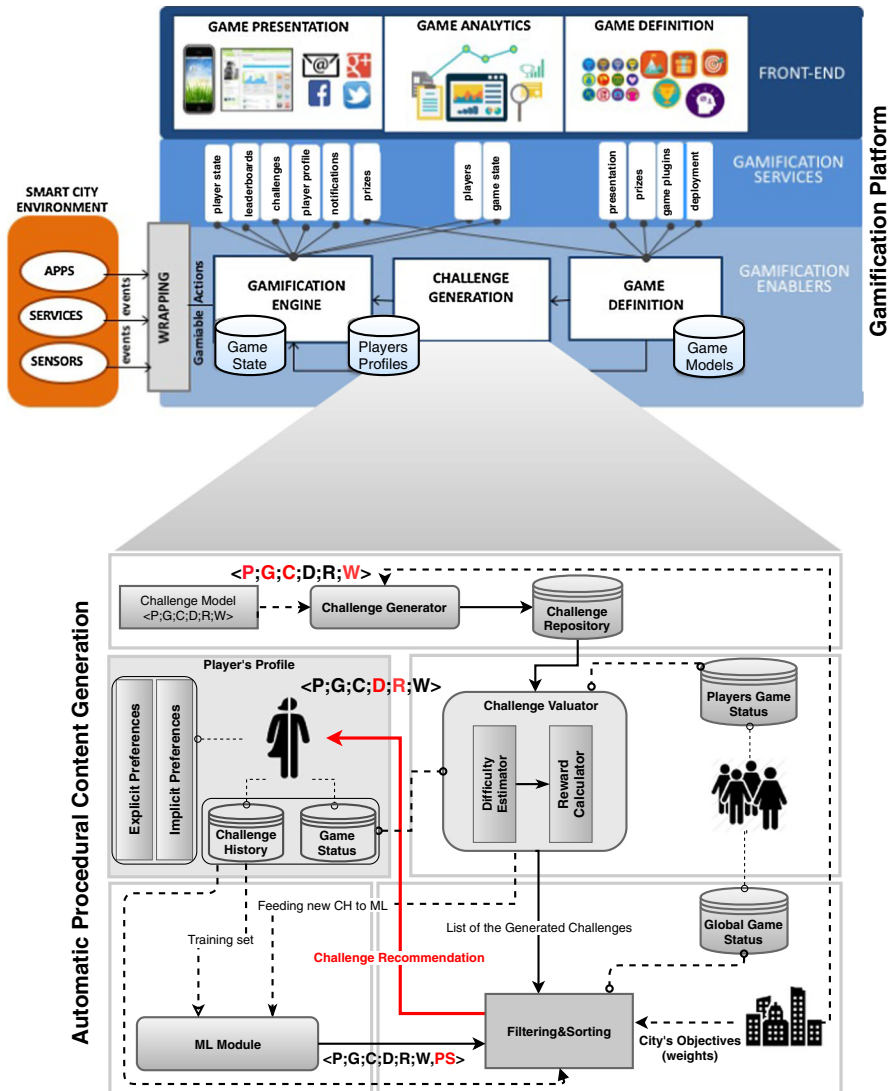 GAME PRESENTATION
GAME ANALYTICS
GAME DEFINITION
FRONT-END
@
g+
f
Gamification Platform
GAMIFICATION
SERVICES
player state
leaderboards
challenges
player profile
notifications
prizes
players
game state
presentation
prizes
game plugins
deployment
SMART CITY
ENVIRONMENT
APPS
SERVICES
SENSORS
events
events
WRAPPING
Gamiable Actions
GAMIFICATION
ENGINE
CHALLENGE
GENERATION
GAME
DEFINITION
GAMIFICATION
ENABLERS
Game
State
Players
Profiles
Game
Models
Automatic Procedural Content Generation
<P;G;C;D,R;W>
Challenge Model
<P;G;C;D;R;W>
Challenge Generator
Challenge
Repository
Player's Profile
<P;G;C,D;R;W>
Explicit Preferences
Implicit Preferences
Challenge
History
Game
Status
Challenge Valuator
Difficulty
Estimator
Reward
Calculator
Players Game
Status
Feeding new CH to ML
Training set
List of the Generated Challenges
Challenge Recommendation
Global Game
Status
ML Module
<P;G;C;D;R;W,PS>
Filtering&Sorting
City's Objectives
(weights)